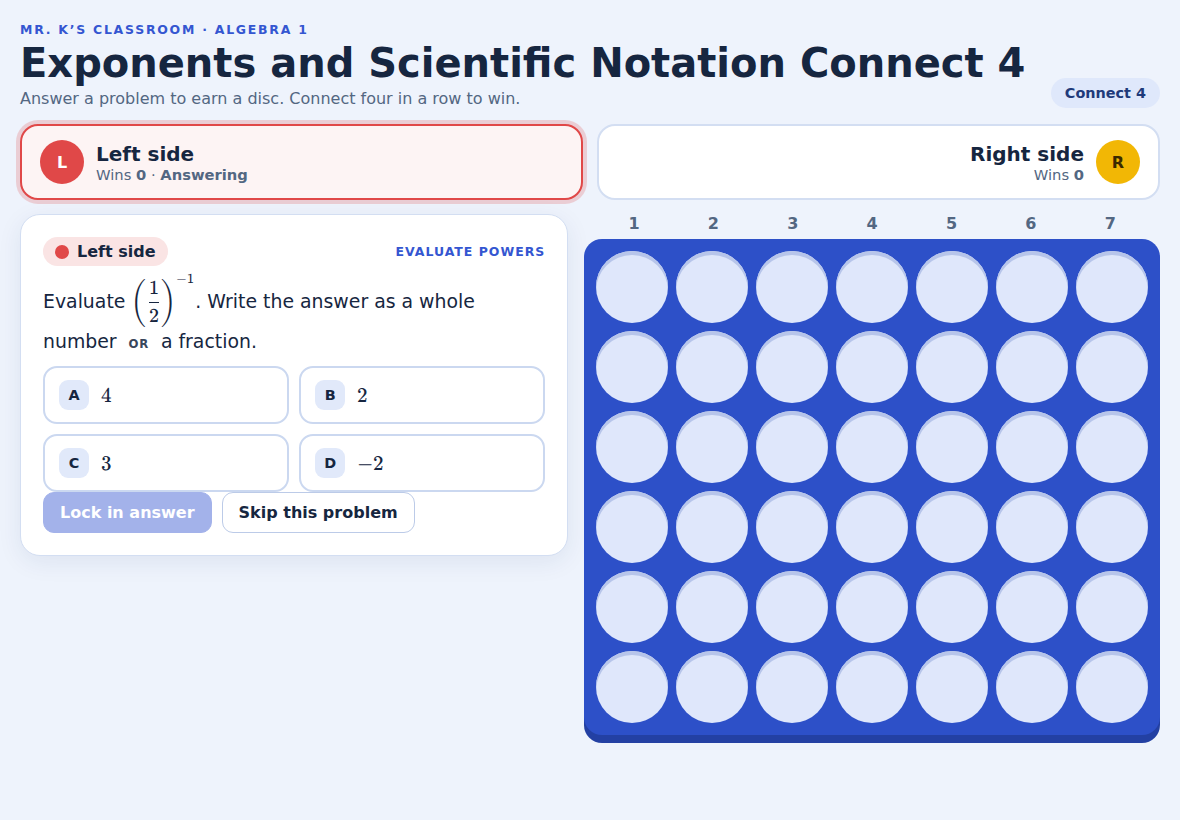 MR. K'S CLASSROOM · ALGEBRA 1
Exponents and Scientific Notation Connect 4
Answer a problem to earn a disc. Connect four in a row to win.
Connect 4
L
Left side
Wins 0 · Answering
Right side
Wins 0
R
Left side
EVALUATE POWERS
Evaluate (1/2)^−1. Write the answer as a whole
number OR a fraction.
A 4
B 2
C 3
D −2
Lock in answer
Skip this problem
1 2 3 4 5 6 7